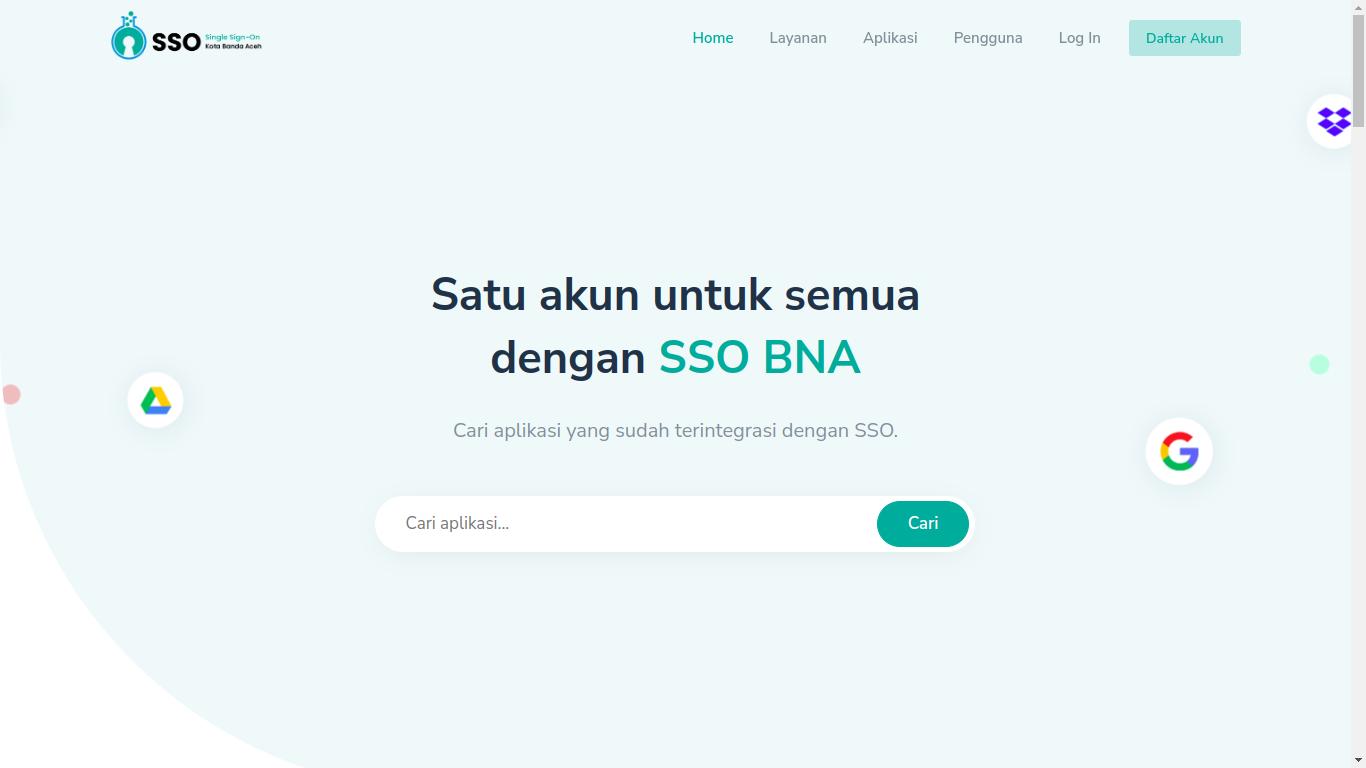 SSO Single Sign-On
Kota Banda Aceh
Home Layanan Aplikasi Pengguna Log In Daftar Akun
Satu akun untuk semua
dengan SSO BNA
Cari aplikasi yang sudah terintegrasi dengan SSO.
Cari aplikasi... Cari